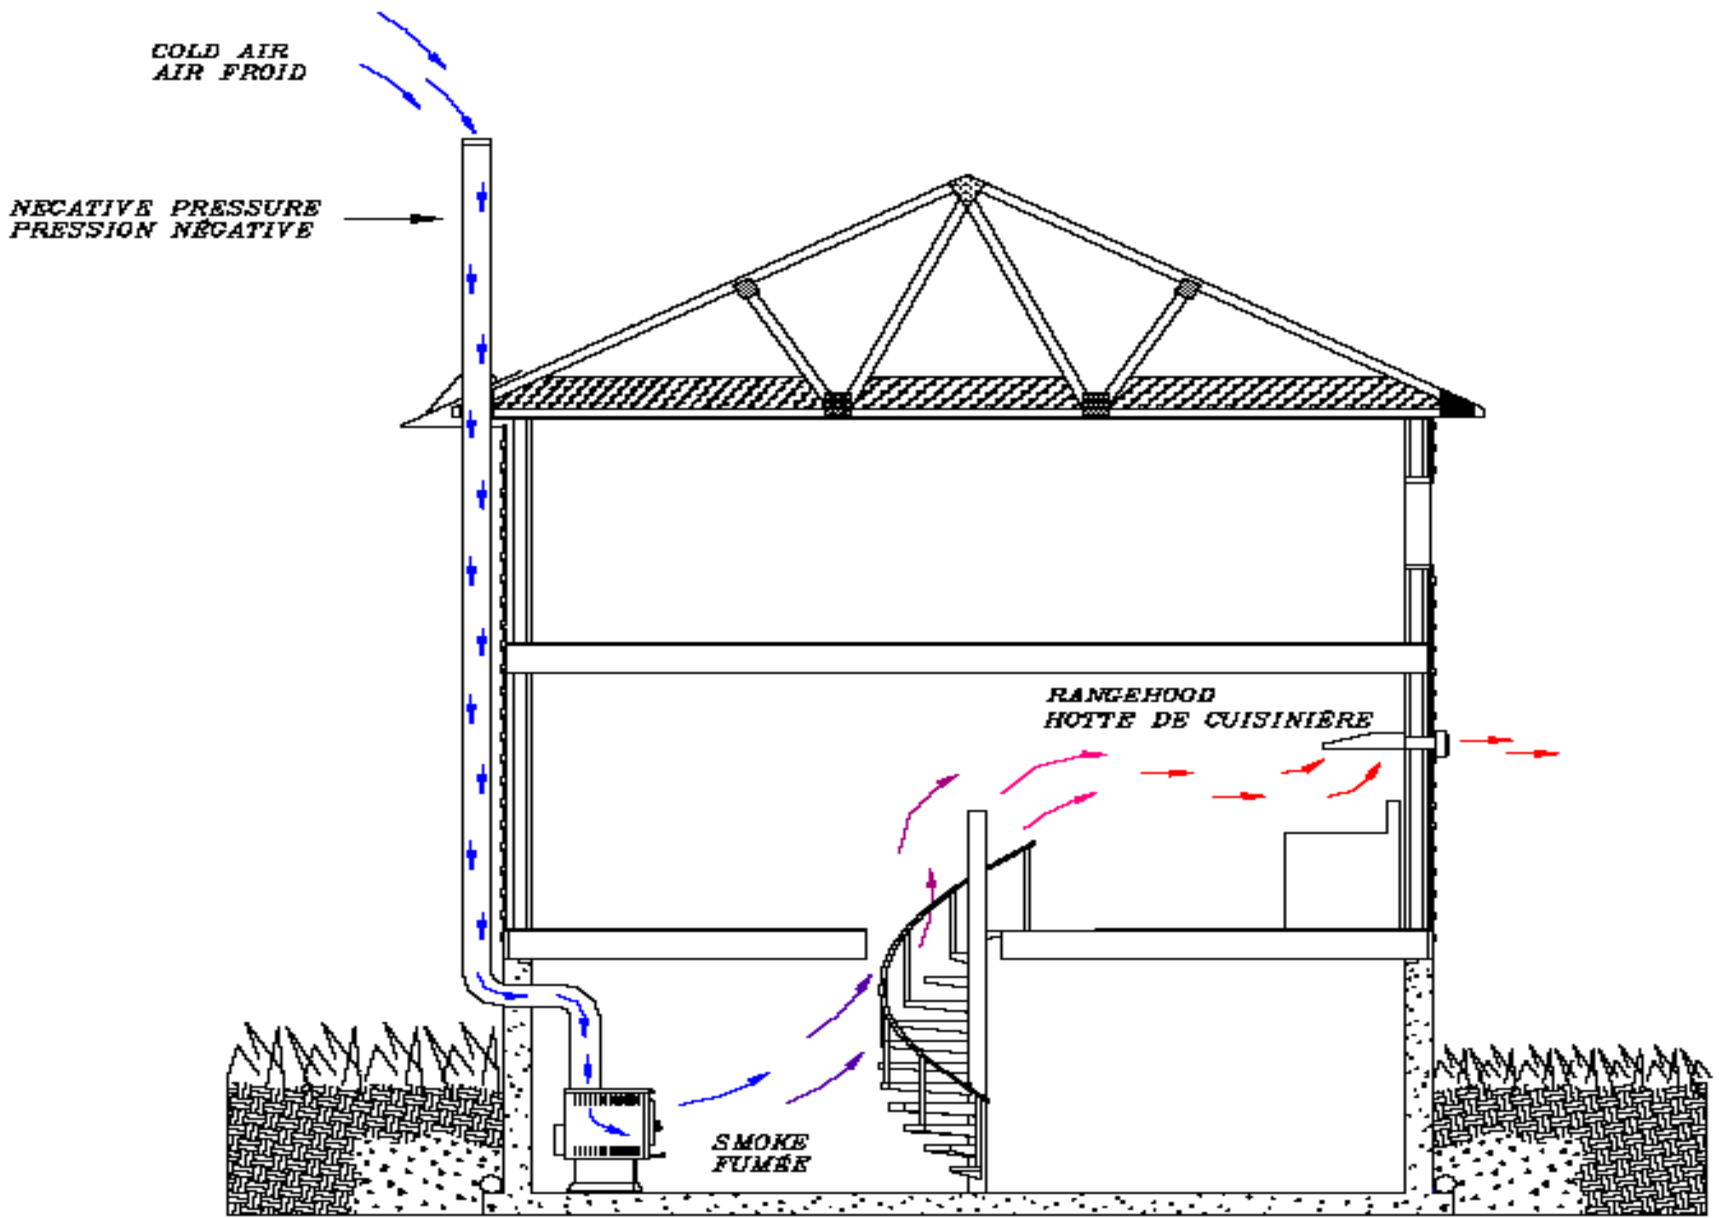 COLD AIR
AIR FROID
NEGATIVE PRESSURE
PRESSION NÉGATIVE
RANGEHOOD
HOTTE DE CUISINIÈRE
SMOKE
FUMÉE